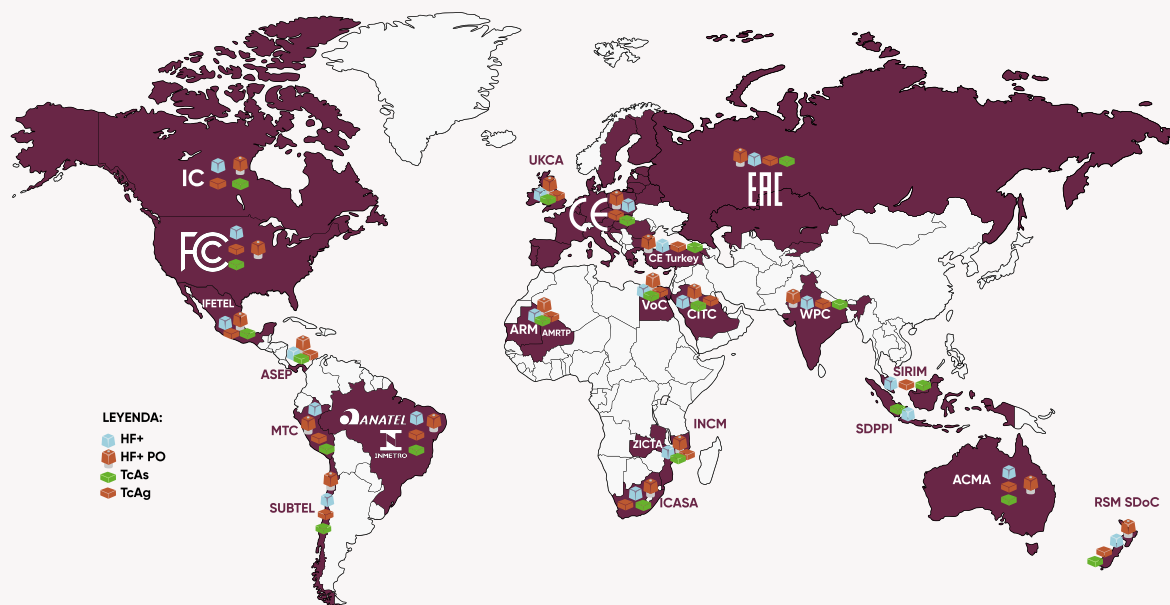 UKCA
IC
EAC
CE
FCC
CE Turkey
IFETEL
VoC
CITC
WPC
ARM
AMRTP
ASEP
SIRIM
LEYENDA:
HF+
HF+ PO
TcAs
TcAg
ANATEL
MTC
INMETRO
INCM
ZICTA
SDPPI
ACMA
SUBTEL
ICASA
RSM SDoC